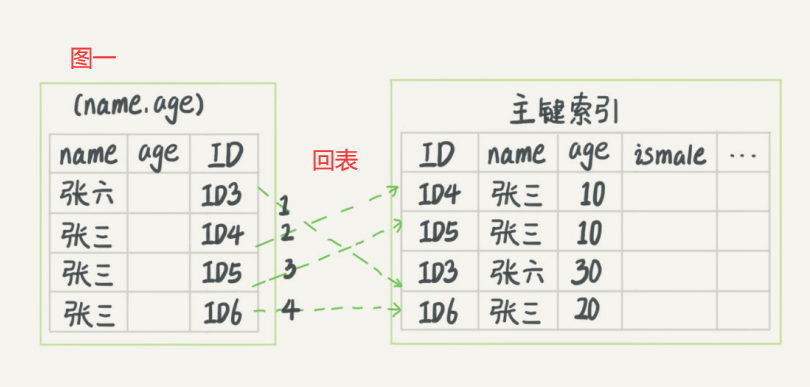 图一
(name.age)
name age ID
张六 ID3
张三 ID4
张三 ID5
张三 ID6
回表
1
2
3
4
主键索引
ID name age ismale ...
ID4 张三 10
ID5 张三 10
ID3 张六 30
ID6 张三 20